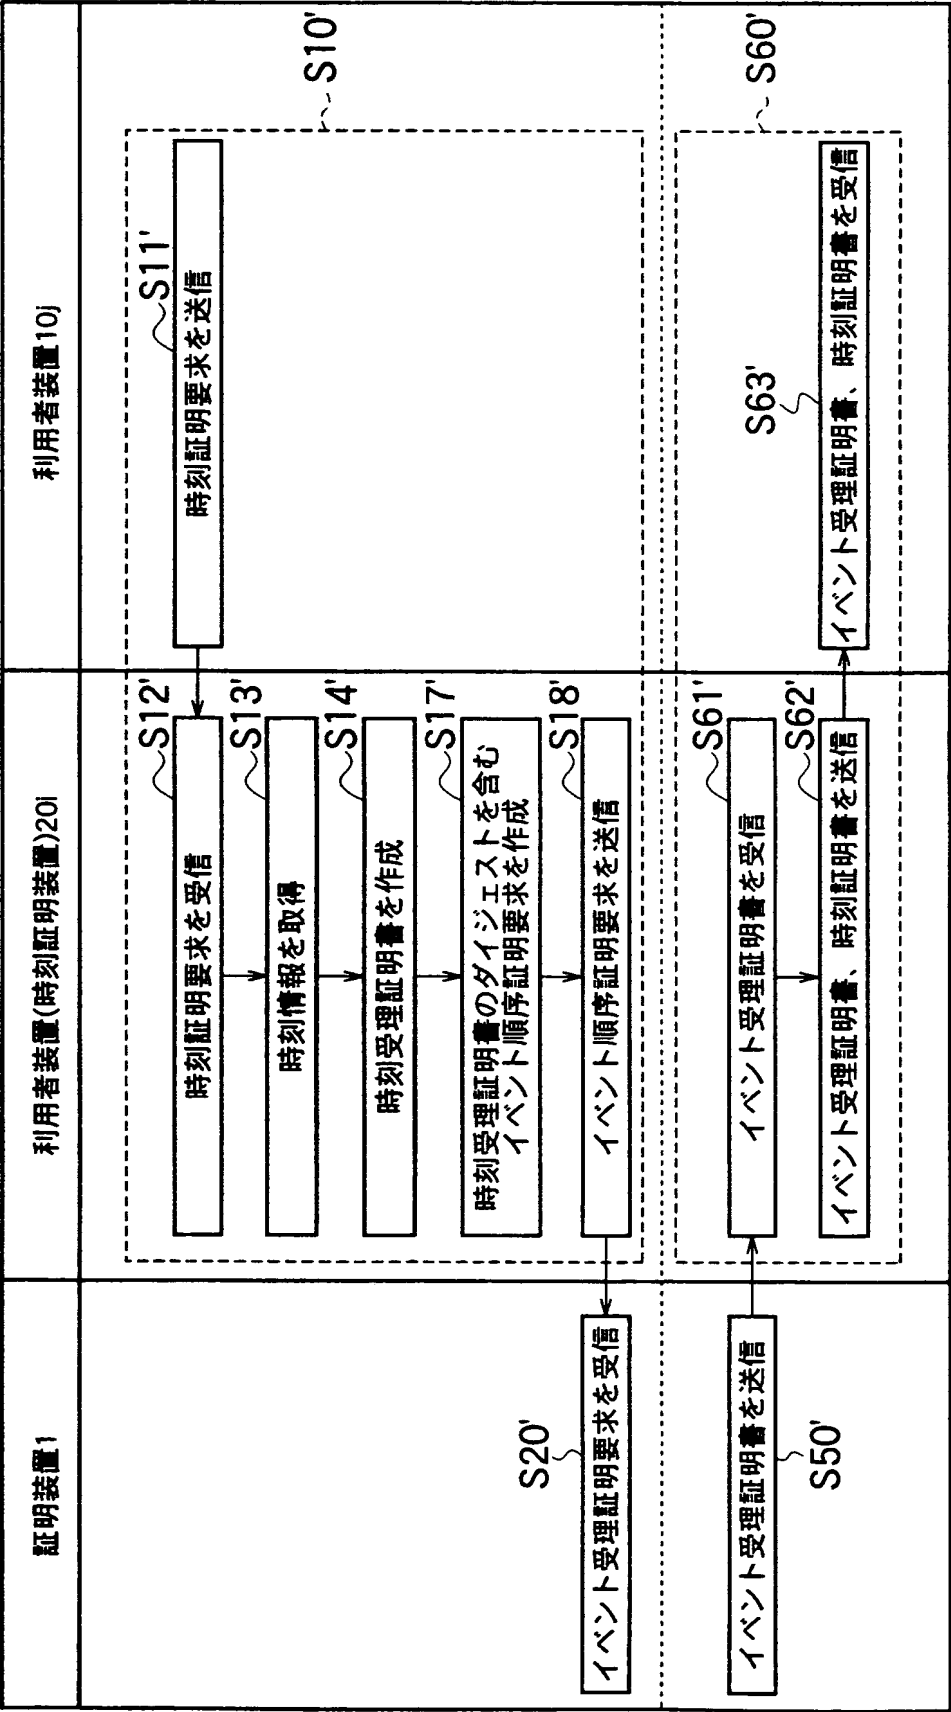 証明装置1
利用者装置(時刻証明装置)20i
利用者装置10j
S10'
S11'
時刻証明要求を送信
S12'
時刻証明要求を受信
S13'
時刻情報を取得
S14'
時刻受理証明書を作成
S17'
時刻受理証明書のダイジェストを含む
イベント順序証明要求を作成
S18'
イベント順序証明要求を送信
S20'
イベント受理証明要求を受信
S60'
S50'
イベント受理証明書を送信
S61'
イベント受理証明書を受信
S62'
イベント受理証明書、時刻証明書を送信
S63'
イベント受理証明書、時刻証明書を受信